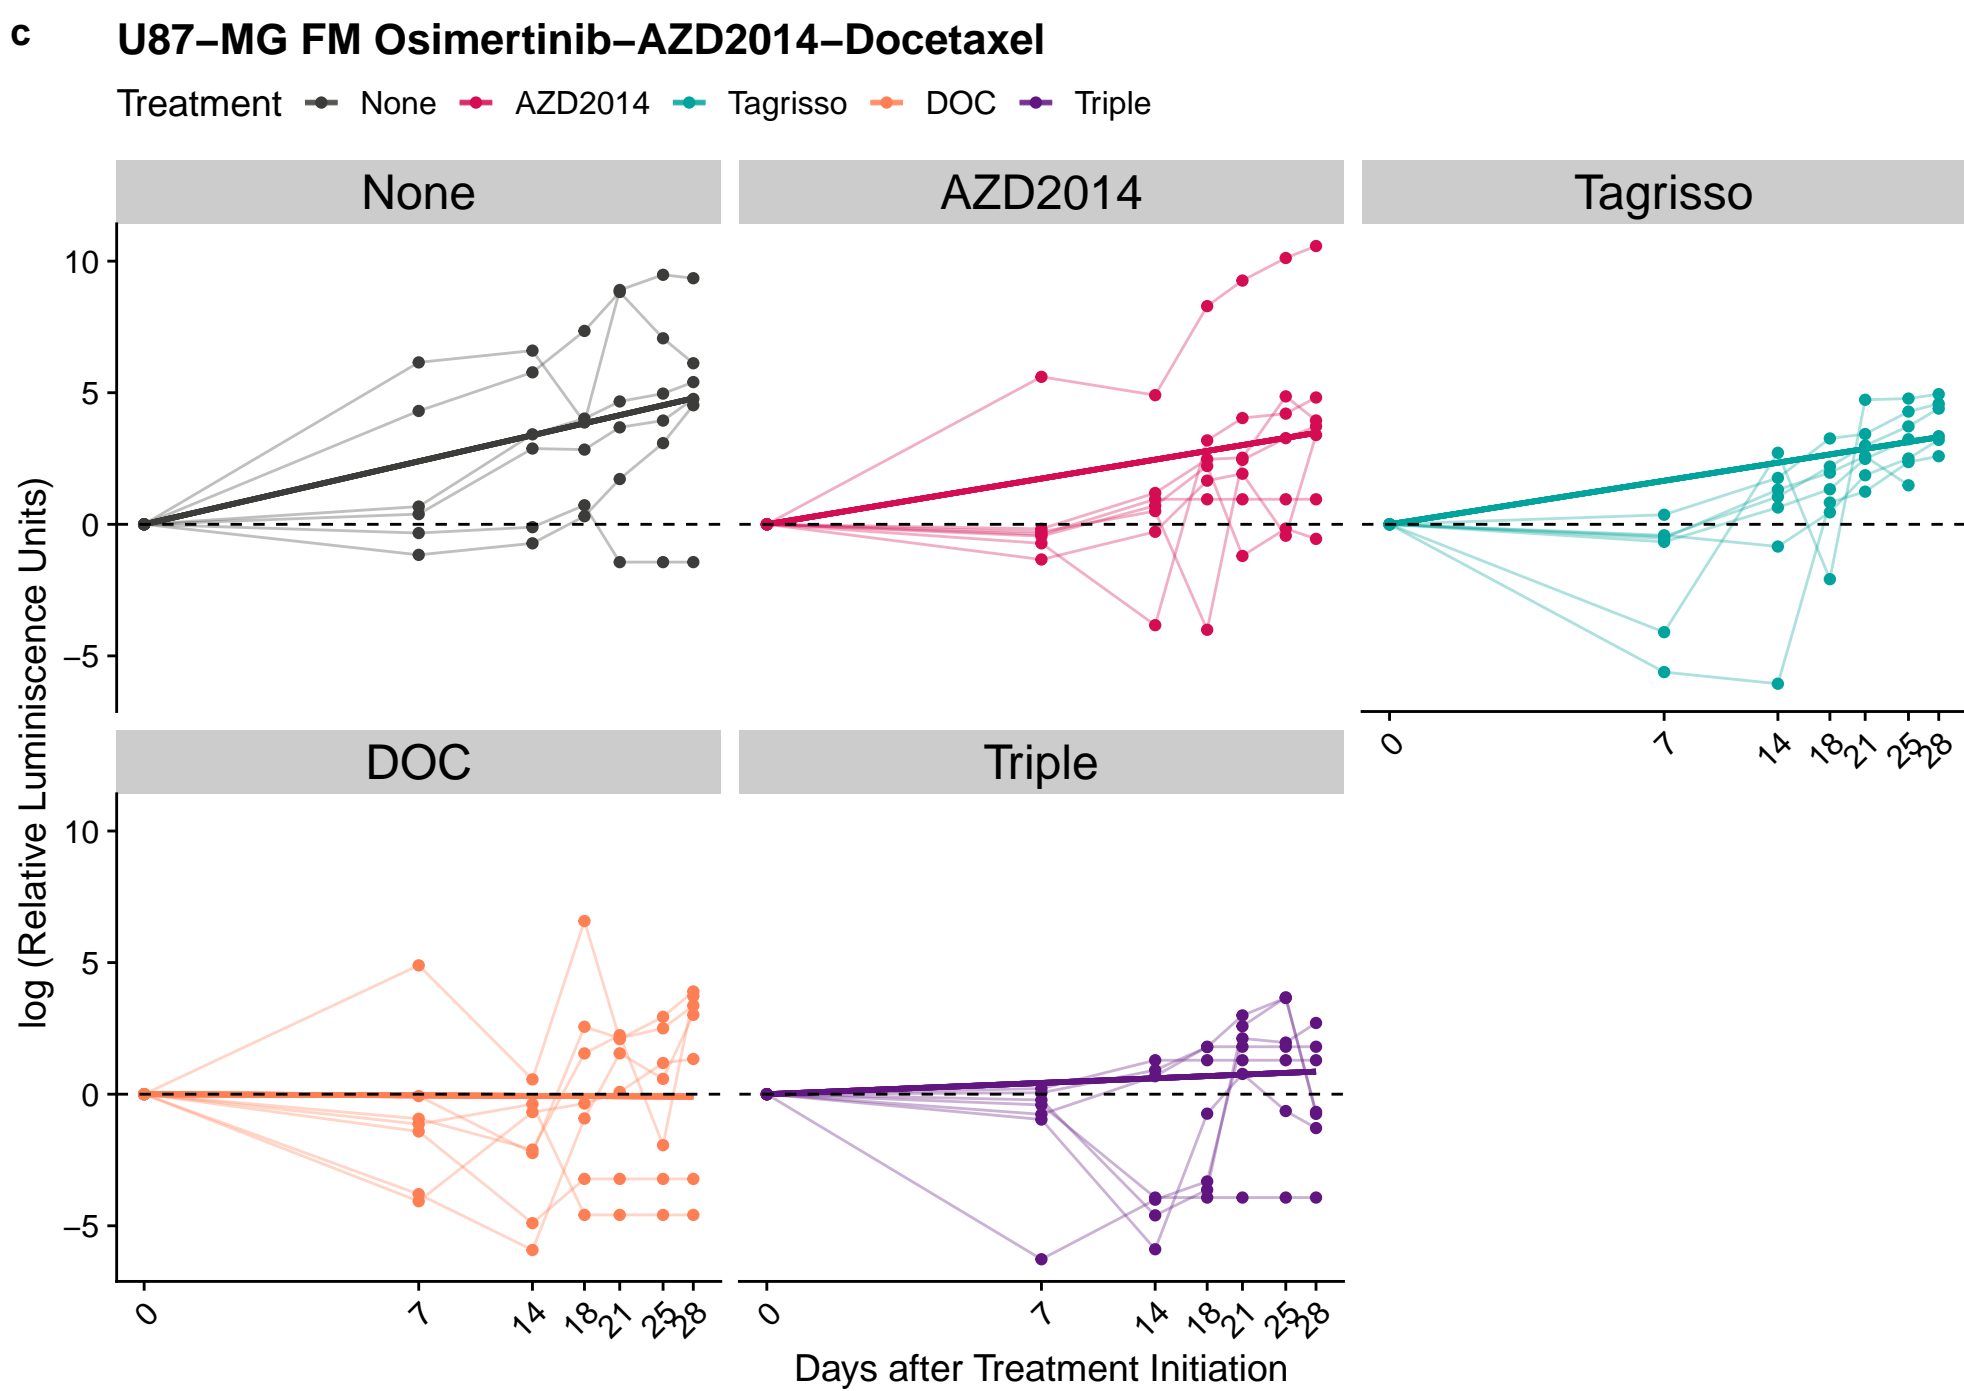 c
U87–MG FM Osimertinib–AZD2014–Docetaxel
Treatment None AZD2014 Tagrisso DOC Triple
None AZD2014 Tagrisso
10
5
0
–5
0 7 14 18 21 25 28
DOC Triple
10
5
0
–5
0 7 14 18 21 25 28
0 7 14 18 21 25 28
log (Relative Luminiscence Units)
Days after Treatment Initiation